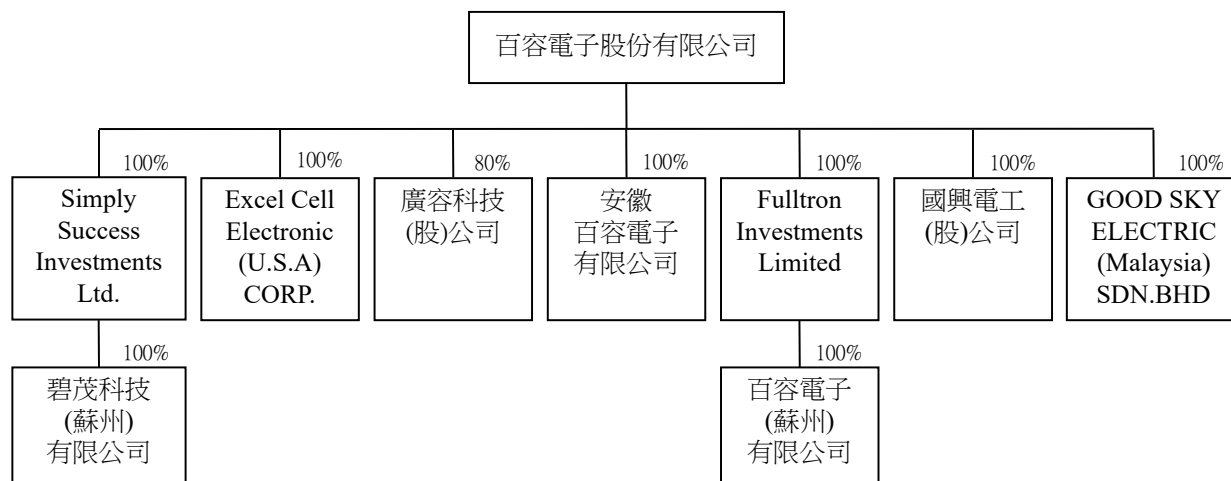 百容電子股份有限公司
100%
Simply
Success
Investments
Ltd.
100%
Excel Cell
Electronic
(U.S.A)
CORP.
80%
廣容科技
(股)公司
100%
安徽
百容電子
有限公司
100%
Fulltron
Investments
Limited
100%
國興電工
(股)公司
100%
GOOD SKY
ELECTRIC
(Malaysia)
SDN.BHD
100%
碧茂科技
(蘇州)
有限公司
100%
百容電子
(蘇州)
有限公司